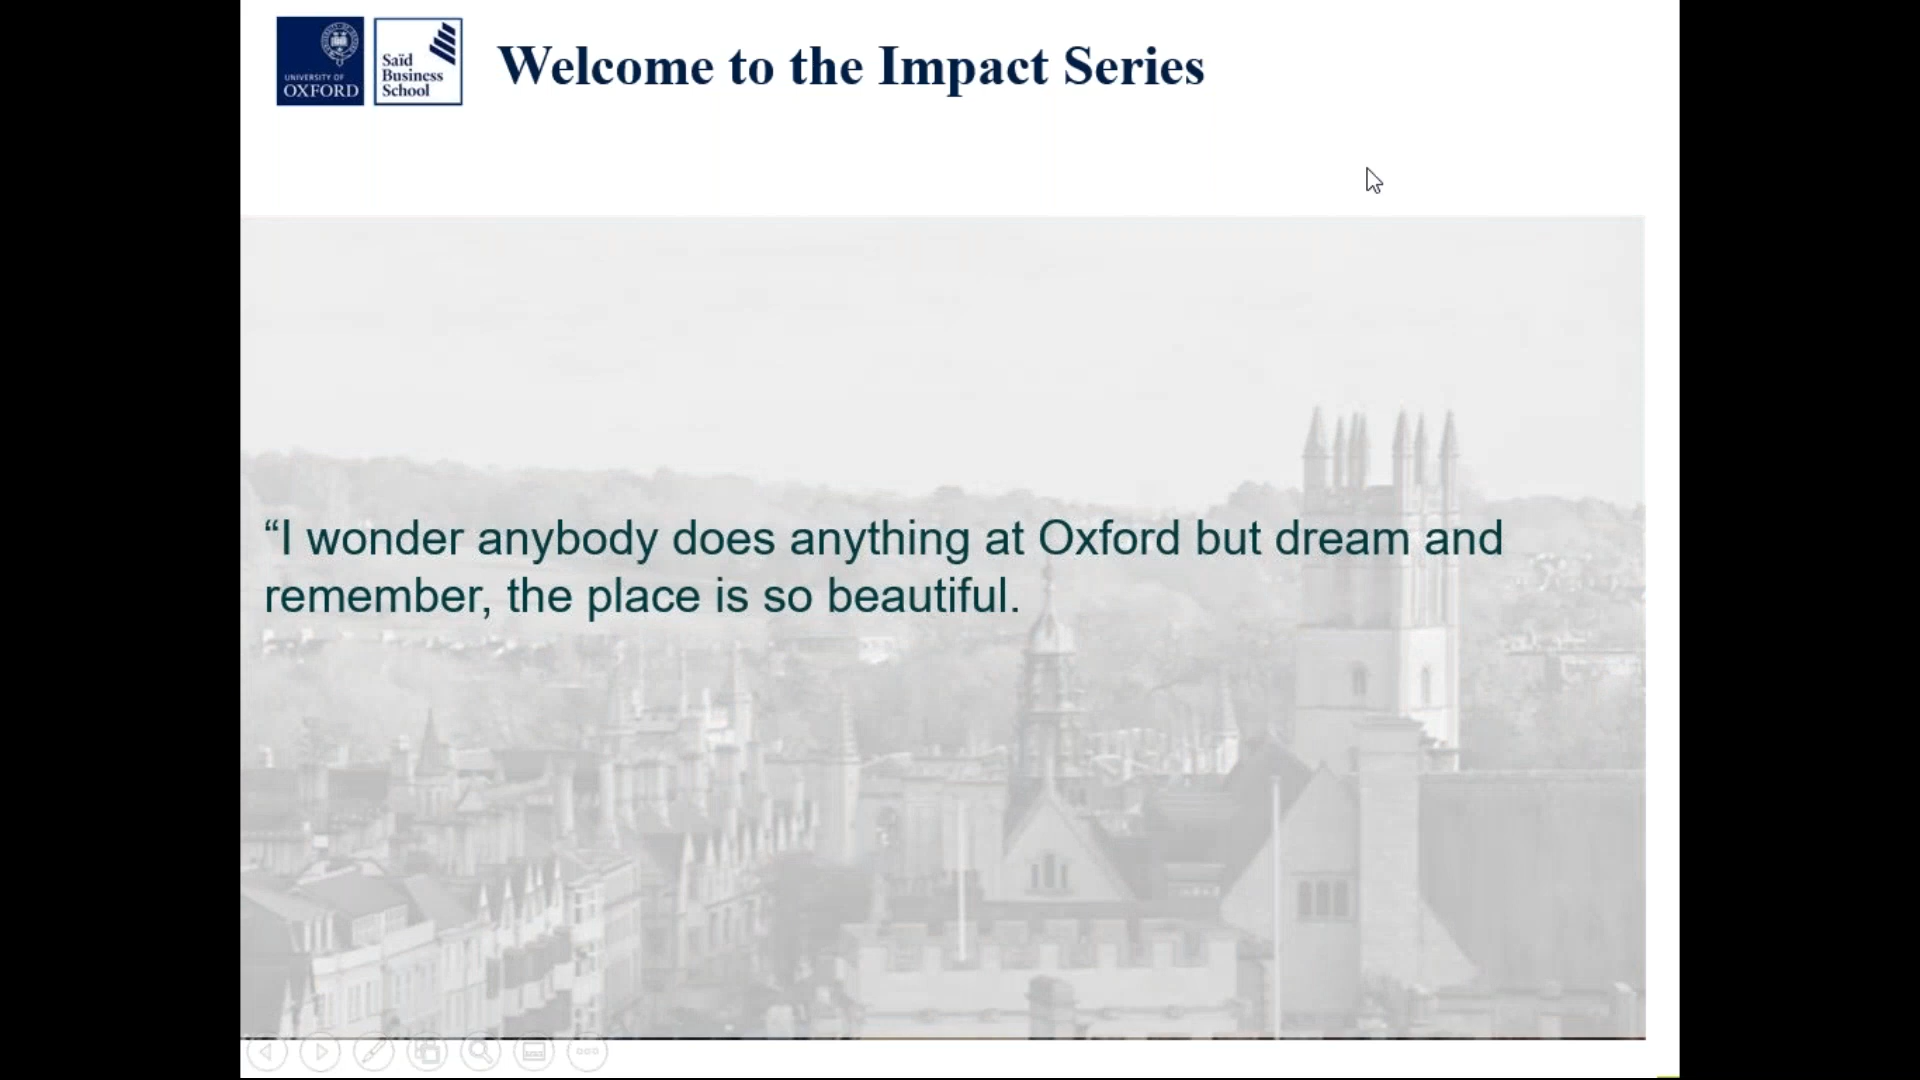 UNIVERSITY OF
OXFORD
Saïd
Business
School
Welcome to the Impact Series
“I wonder anybody does anything at Oxford but dream and
remember, the place is so beautiful.